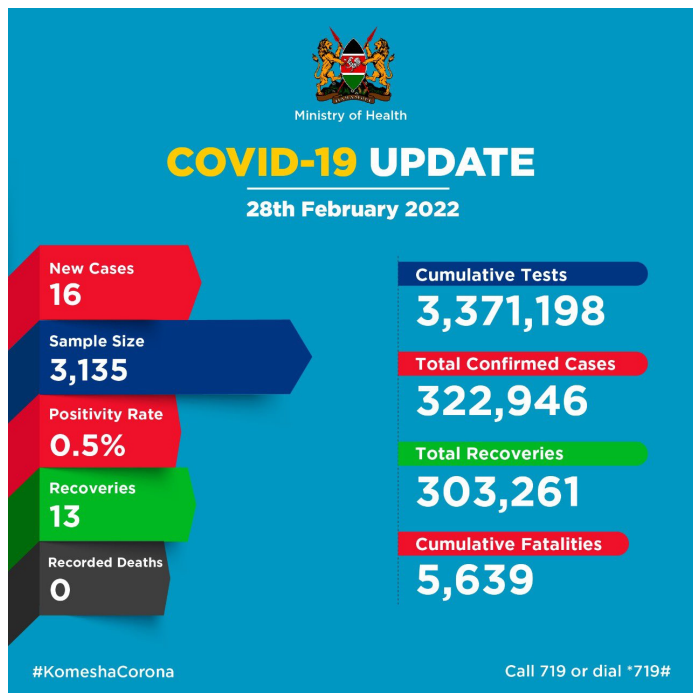 Ministry of Health
COVID-19 UPDATE
28th February 2022
New Cases
16
Sample Size
3,135
Positivity Rate
0.5%
Recoveries
13
Recorded Deaths
0
Cumulative Tests
3,371,198
Total Confirmed Cases
322,946
Total Recoveries
303,261
Cumulative Fatalities
5,639
#KomeshaCorona
Call 719 or dial *719#